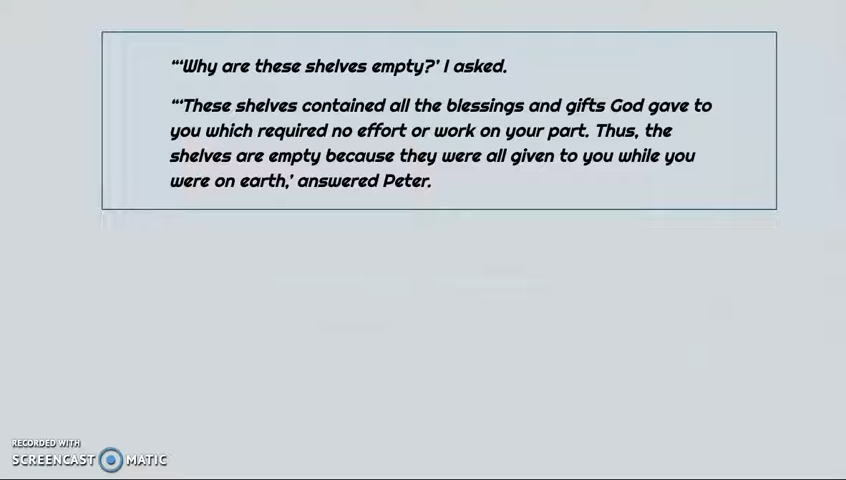 “‘Why are these shelves empty?’ I asked.
“‘These shelves contained all the blessings and gifts God gave to
you which required no effort or work on your part. Thus, the
shelves are empty because they were all given to you while you
were on earth,’ answered Peter.
RECORDED WITH
SCREENCAST MATIC